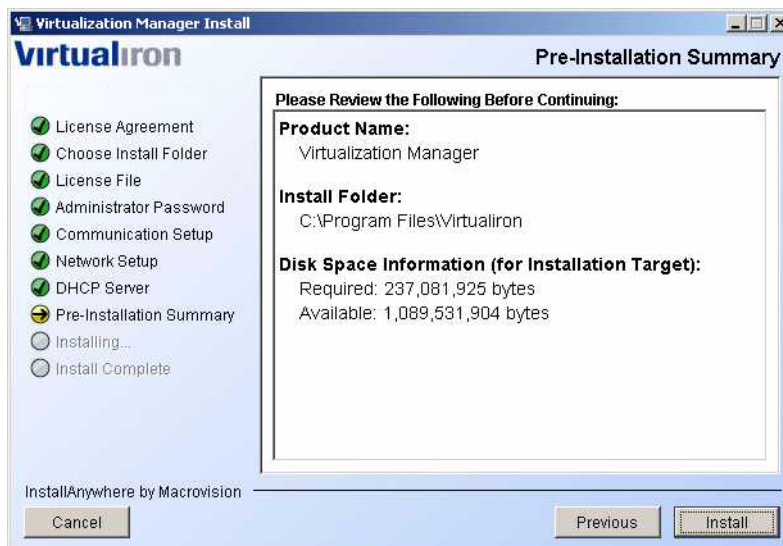 Virtualization Manager Install
VirtualIron
Pre-Installation Summary
License Agreement
Choose Install Folder
License File
Administrator Password
Communication Setup
Network Setup
DHCP Server
Pre-Installation Summary
Installing...
Install Complete
Please Review the Following Before Continuing:
Product Name:
Virtualization Manager
Install Folder:
C:\Program Files\VirtualIron
Disk Space Information (for Installation Target):
Required: 237,081,925 bytes
Available: 1,089,531,904 bytes
InstallAnywhere by Macrovision
Cancel
Previous
Install